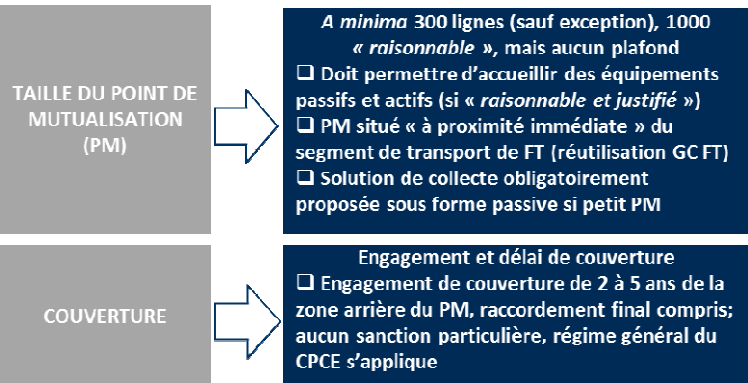 TAILLE DU POINT DE
MUTUALISATION
(PM)
A minima 300 lignes (sauf exception), 1000
« raisonnable », mais aucun plafond
❑ Doit permettre d’accueillir des équipements
passifs et actifs (si « raisonnable et justifié »)
❑ PM situé « à proximité immédiate » du
segment de transport de FT (réutilisation GC FT)
❑ Solution de collecte obligatoirement
proposée sous forme passive si petit PM
COUVERTURE
Engagement et délai de couverture
❑ Engagement de couverture de 2 à 5 ans de la
zone arrière du PM, raccordement final compris;
aucun sanction particulière, régime général du
CPCE s’applique